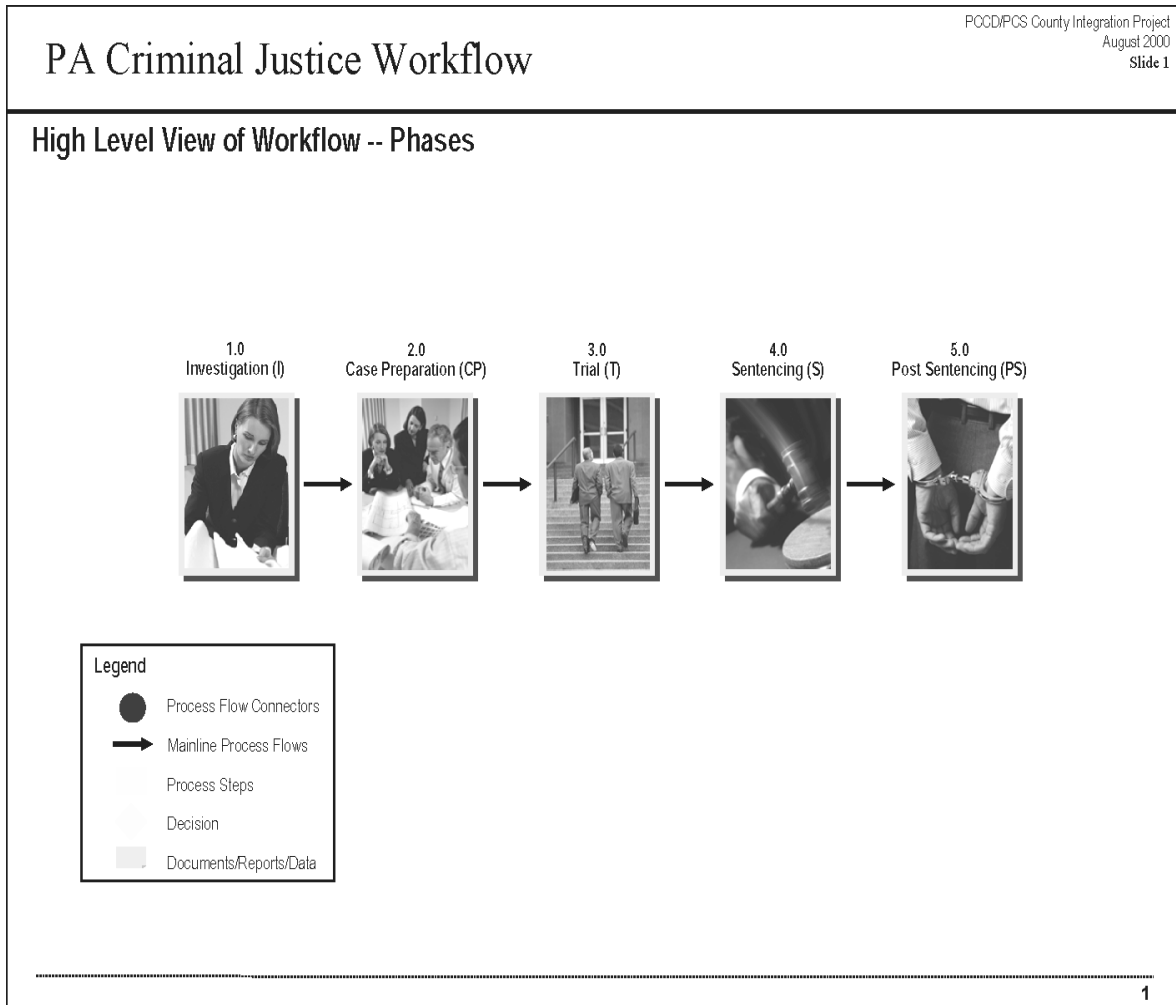 PA Criminal Justice Workflow
PCCD/PCS County Integration Project
August 2000
Slide 1
High Level View of Workflow -- Phases
1.0
Investigation (I)
2.0
Case Preparation (CP)
3.0
Trial (T)
4.0
Sentencing (S)
5.0
Post Sentencing (PS)
Legend
Process Flow Connectors
Mainline Process Flows
Process Steps
Decision
Documents/Reports/Data
1